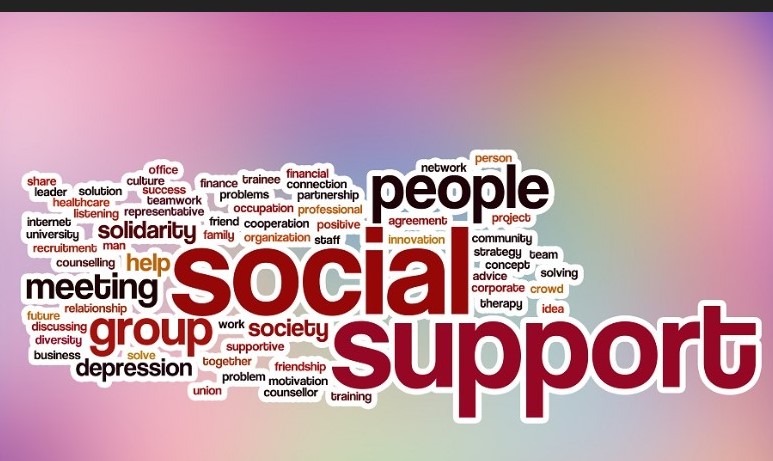 person
office
network
share
culture
financial
leader
solution
success
finance
trainee
connection
people
healthcare
teamwork
problems
partnership
listening
representative
occupation
professional
internet
friend
cooperation
positive
agreement
project
university
solidarity
family
organization
staff
innovation
community
recruitment
man
strategy
team
counselling
help
social
concept
solving
advice
meeting
corporate
crowd
relationship
therapy
idea
future
discussing
group
work
society
support
diversity
supportive
business
solve
together
depression
friendship
problem
motivation
union
counsellor
training